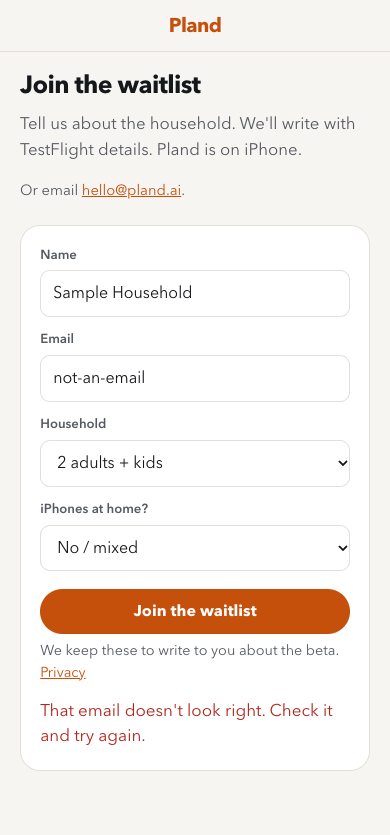 Pland
Join the waitlist
Tell us about the household. We'll write with
TestFlight details. Pland is on iPhone.
Or email hello@pland.ai.
Name
Sample Household
Email
not-an-email
Household
2 adults + kids
iPhones at home?
No / mixed
Join the waitlist
We keep these to write to you about the beta.
Privacy
That email doesn't look right. Check it
and try again.